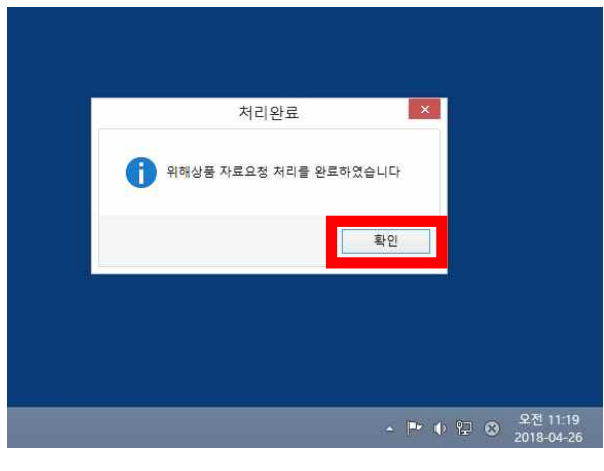 처리완료
위해상품 자료요청 처리를 완료하였습니다
확인
오전 11:19
2018-04-26